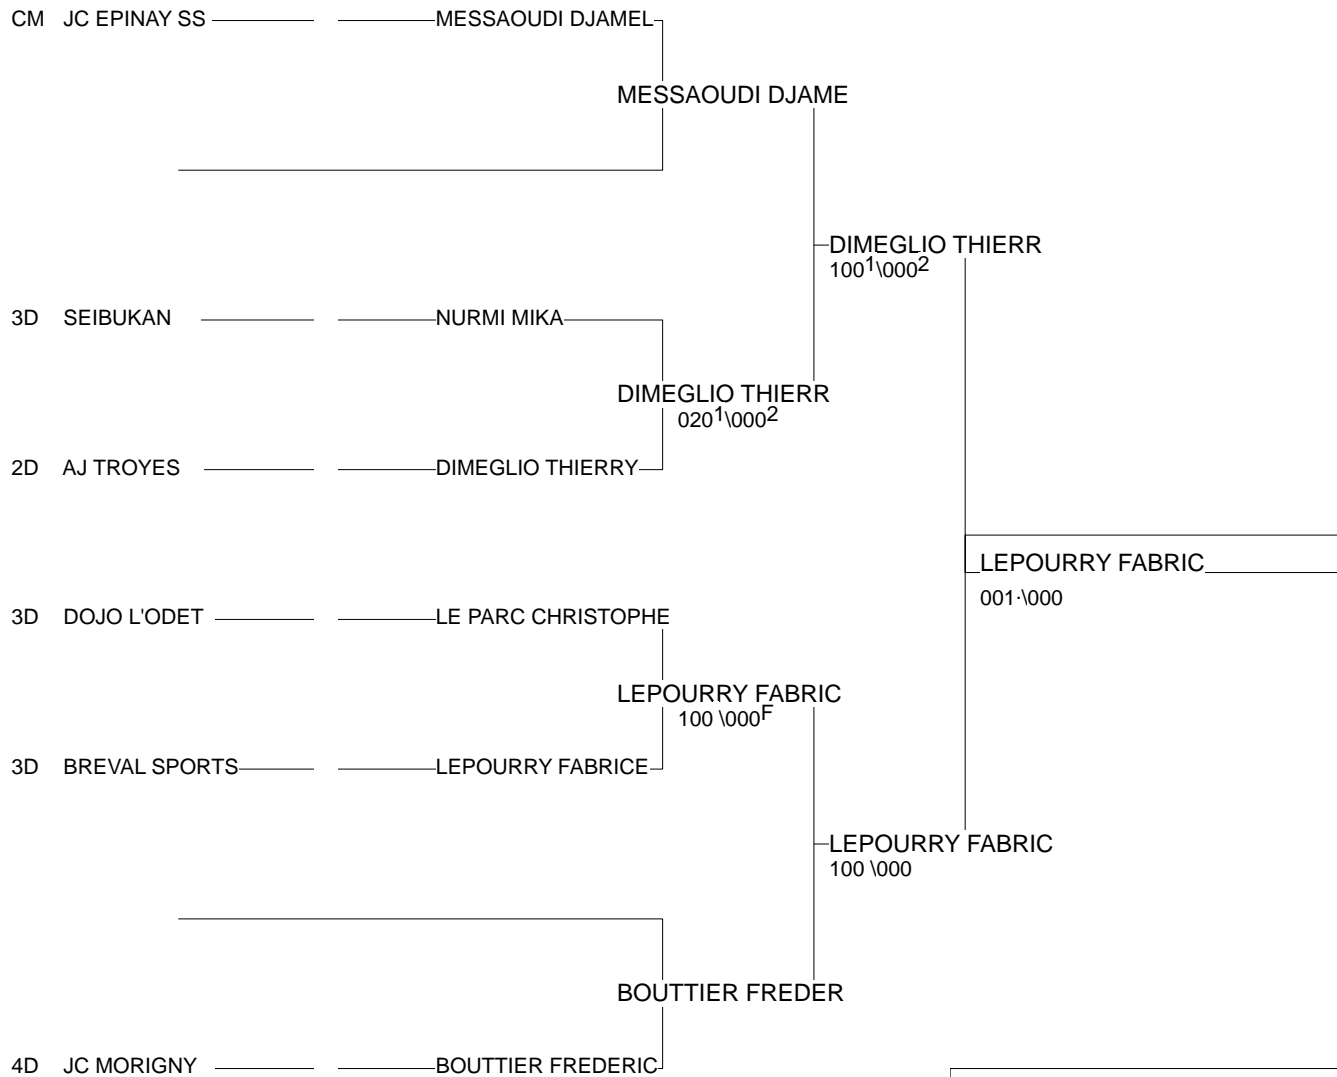 CM JC EPINAY SS MESSAOUDI DJAMEL
MESSAOUDI DJAME
DIMEGLIO THIERR
100¹\000²
3D SEIBUKAN NURMI MIKA
DIMEGLIO THIERR
020¹\000²
2D AJ TROYES DIMEGLIO THIERRY
LEPOURRY FABRIC
001·\000
3D DOJO L'ODET LE PARC CHRISTOPHE
LEPOURRY FABRIC
100 \000F
3D BREVAL SPORTS LEPOURRY FABRICE
LEPOURRY FABRIC
100 \000
BOUTTIER FREDER
4D JC MORIGNY BOUTTIER FREDERIC